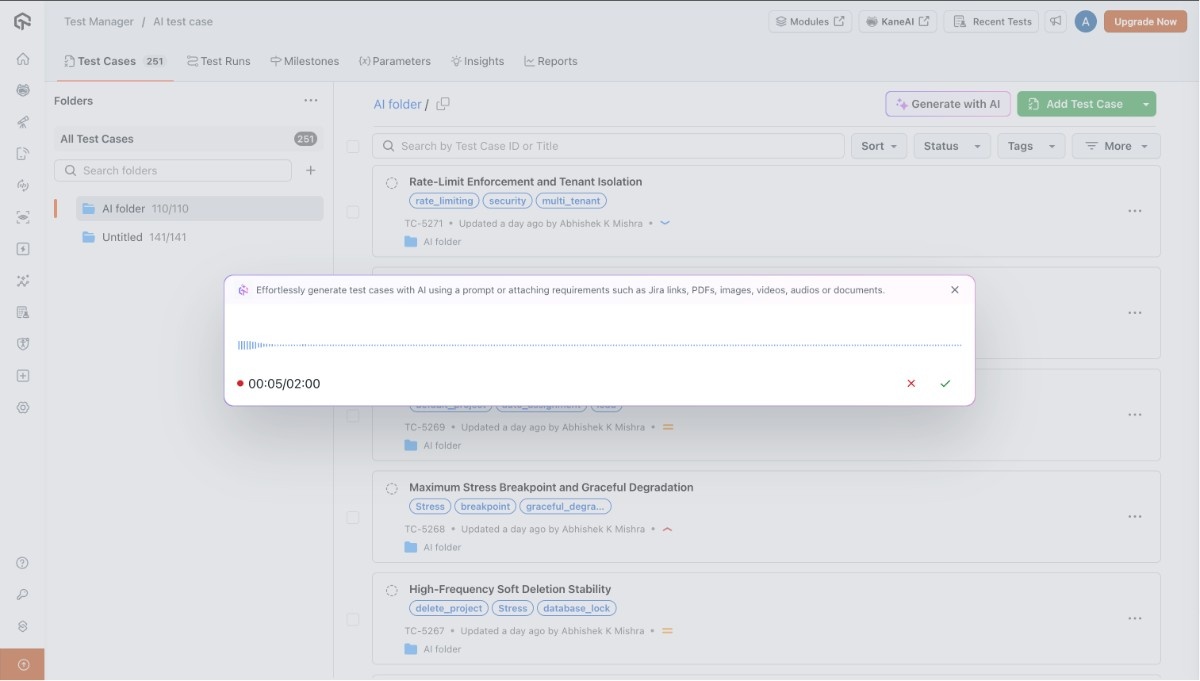 Test Manager / AI test case
Modules
KaneAI
Recent Tests
A
Upgrade Now
Test Cases 251
Test Runs
Milestones
(x) Parameters
Insights
Reports
Folders
All Test Cases 251
Search folders
AI folder 110/110
Untitled 141/141
AI folder /
Generate with AI
Add Test Case
Search by Test Case ID or Title
Sort
Status
Tags
More
Rate-Limit Enforcement and Tenant Isolation
rate_limiting security multi_tenant
TC-5271 • Updated a day ago by Abhishek K Mishra •
AI folder
Effortlessly generate test cases with AI using a prompt or attaching requirements such as Jira links, PDFs, images, videos, audios or documents.
00:05/02:00
default_project data_assignment
TC-5269 • Updated a day ago by Abhishek K Mishra •
AI folder
Maximum Stress Breakpoint and Graceful Degradation
Stress breakpoint graceful_degra...
TC-5268 • Updated a day ago by Abhishek K Mishra •
AI folder
High-Frequency Soft Deletion Stability
delete_project Stress database_lock
TC-5267 • Updated a day ago by Abhishek K Mishra •
AI folder